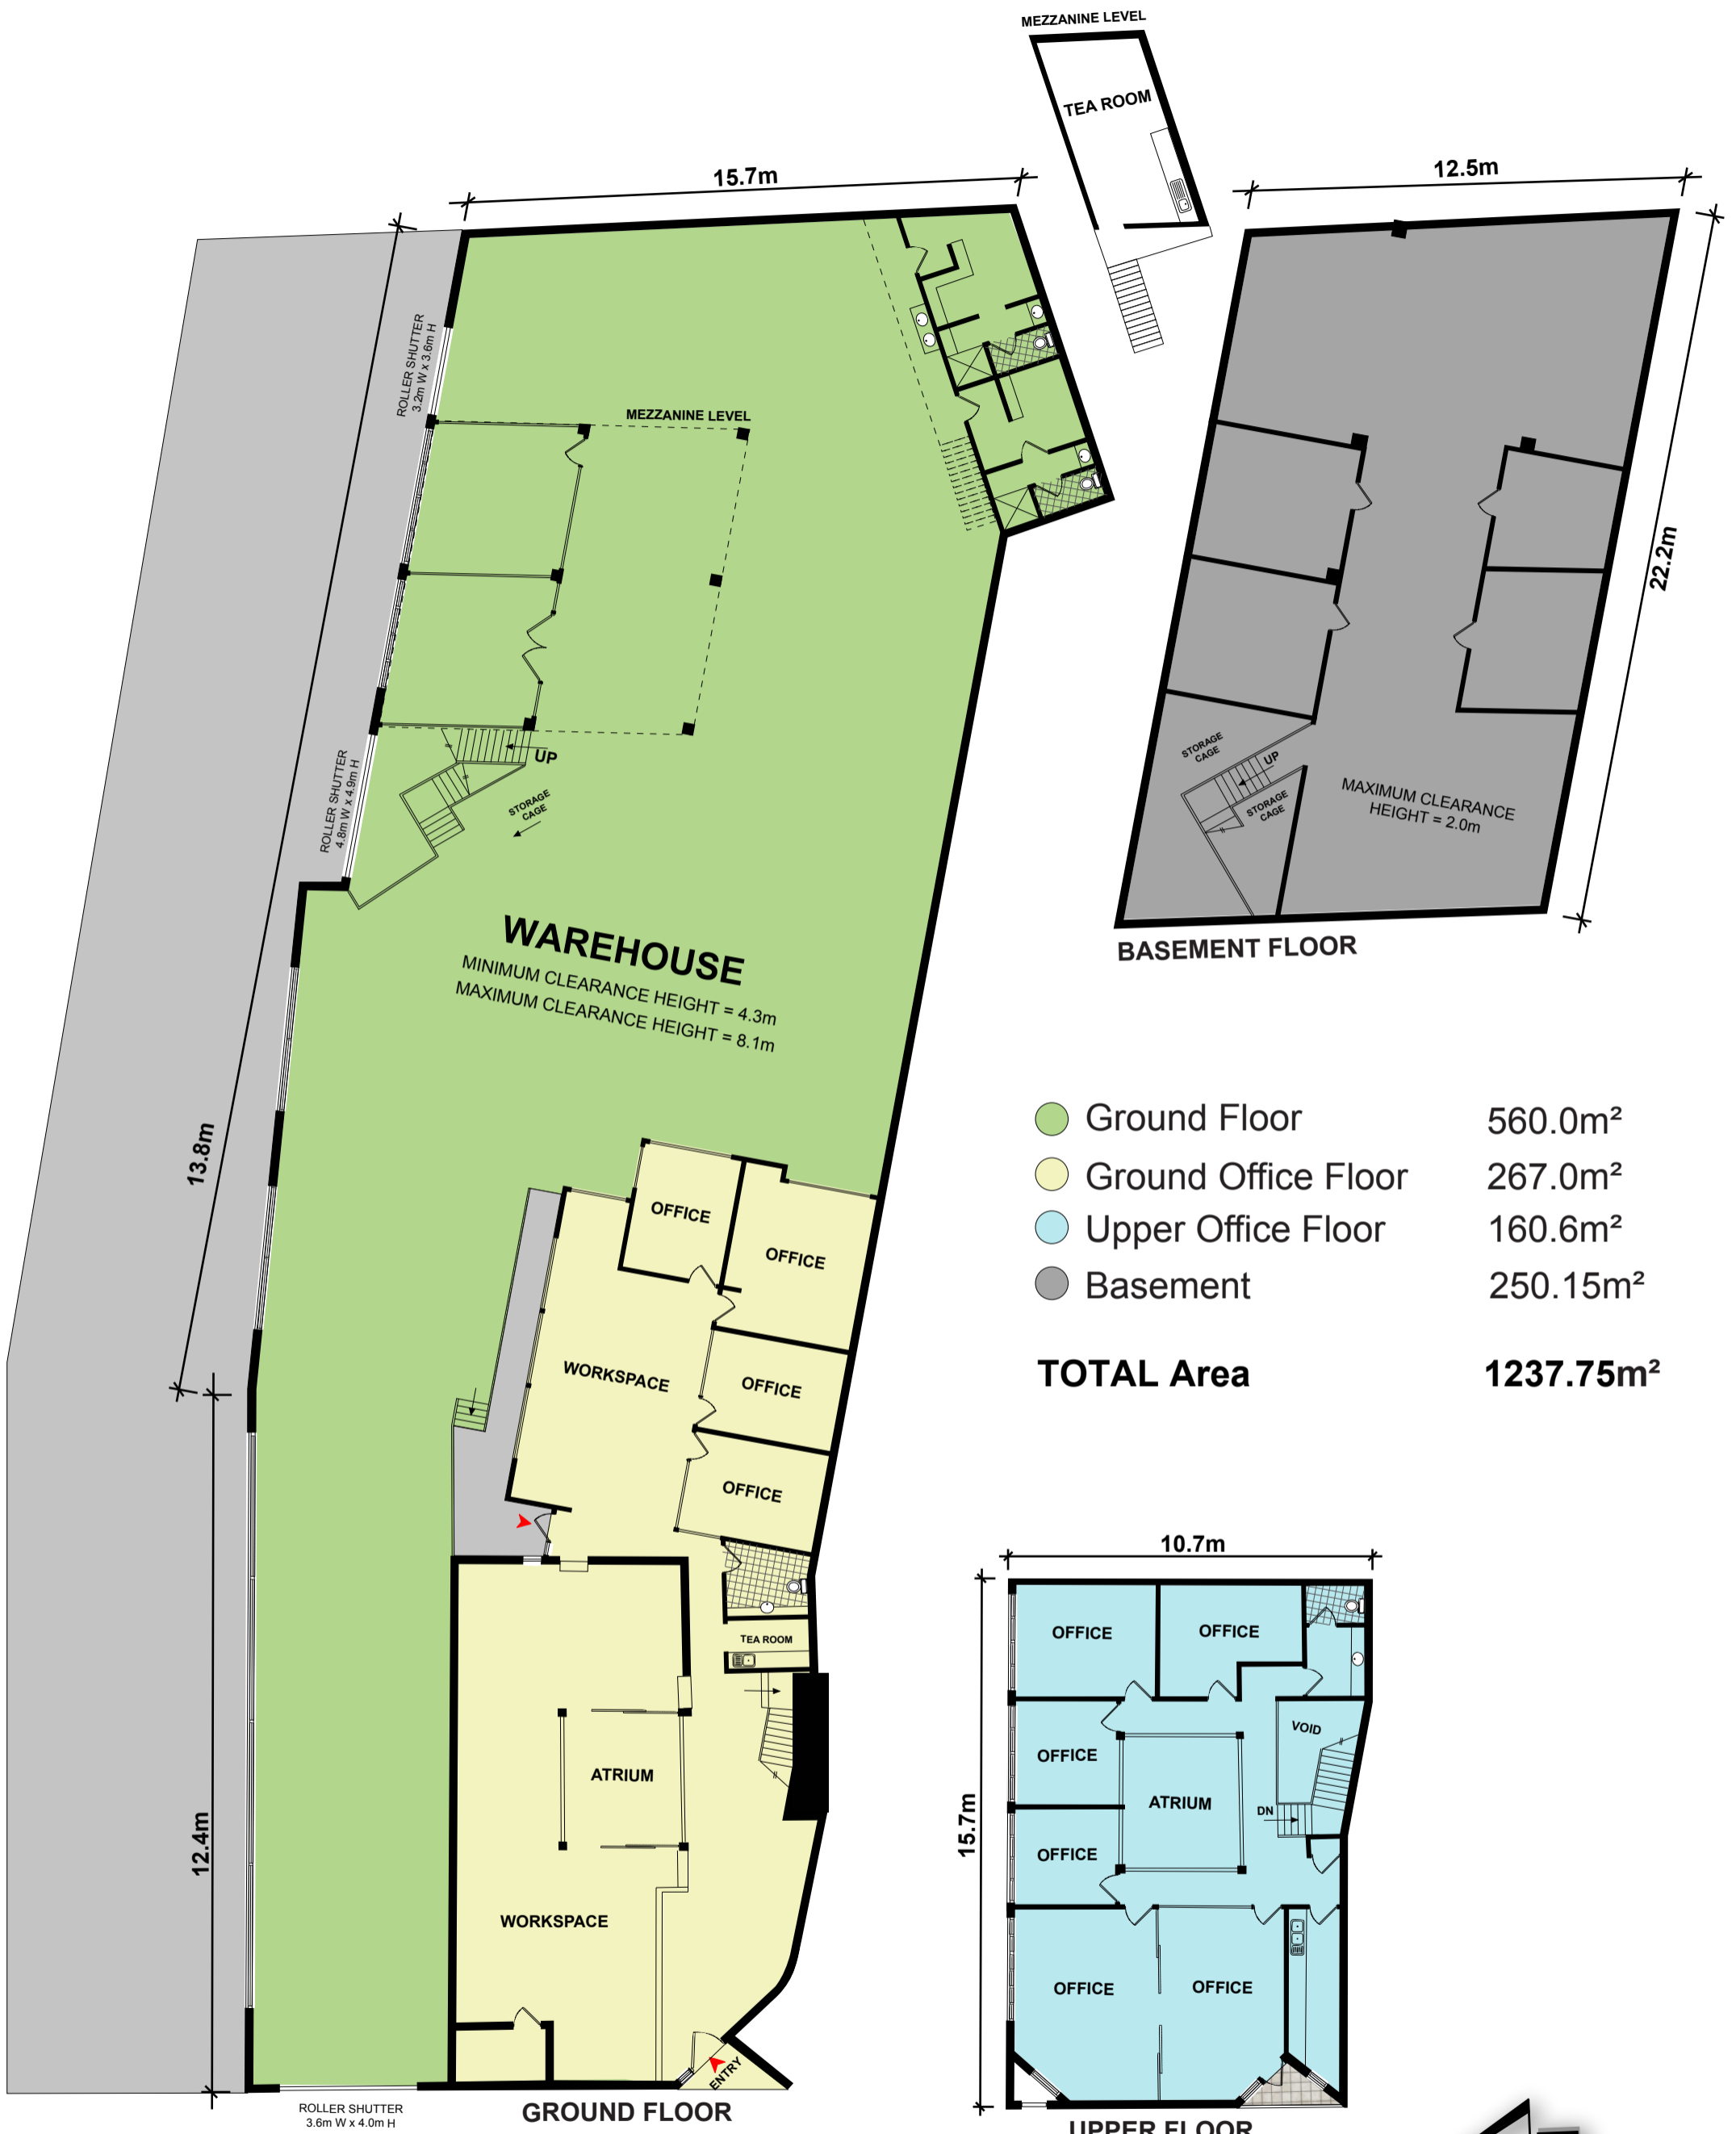 MEZZANINE LEVEL
TEA ROOM
15.7m
12.5m
ROLLER SHUTTER
3.2m W x 3.6m H
MEZZANINE LEVEL
22.2m
UP
STORAGE
CAGE
ROLLER SHUTTER
4.8m W x 4.9m H
STORAGE
CAGE
UP
STORAGE
CAGE
MAXIMUM CLEARANCE
HEIGHT = 2.0m
BASEMENT FLOOR
WAREHOUSE
MINIMUM CLEARANCE HEIGHT = 4.3m
MAXIMUM CLEARANCE HEIGHT = 8.1m
13.8m
Ground Floor 560.0m²
Ground Office Floor 267.0m²
Upper Office Floor 160.6m²
Basement 250.15m²
TOTAL Area 1237.75m²
OFFICE
OFFICE
WORKSPACE
OFFICE
OFFICE
TEA ROOM
ATRIUM
WORKSPACE
12.4m
ENTRY
ROLLER SHUTTER
3.6m W x 4.0m H
GROUND FLOOR
10.7m
15.7m
OFFICE
OFFICE
OFFICE
VOID
ATRIUM
DN
OFFICE
OFFICE
OFFICE
UPPER FLOOR